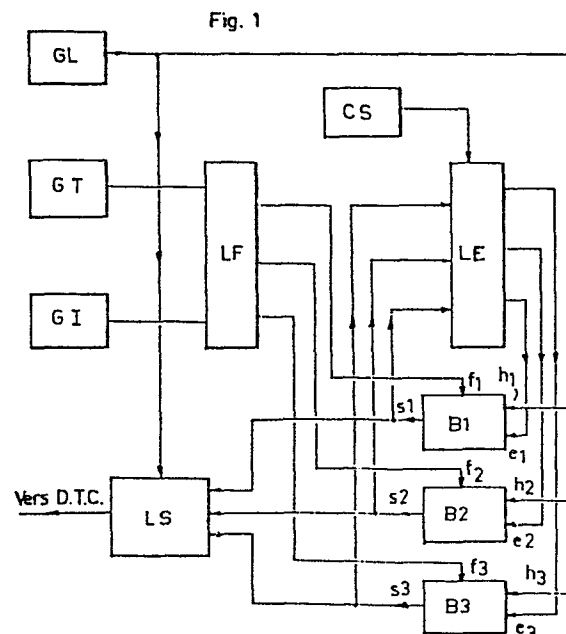 Fig. 1
GL
CS
GT
LF
LE
GI
f1
h1
s1
B1
e1
f2
h2
Vers D.T.C.
LS
s2
B2
e2
f3
h3
s3
B3
e3